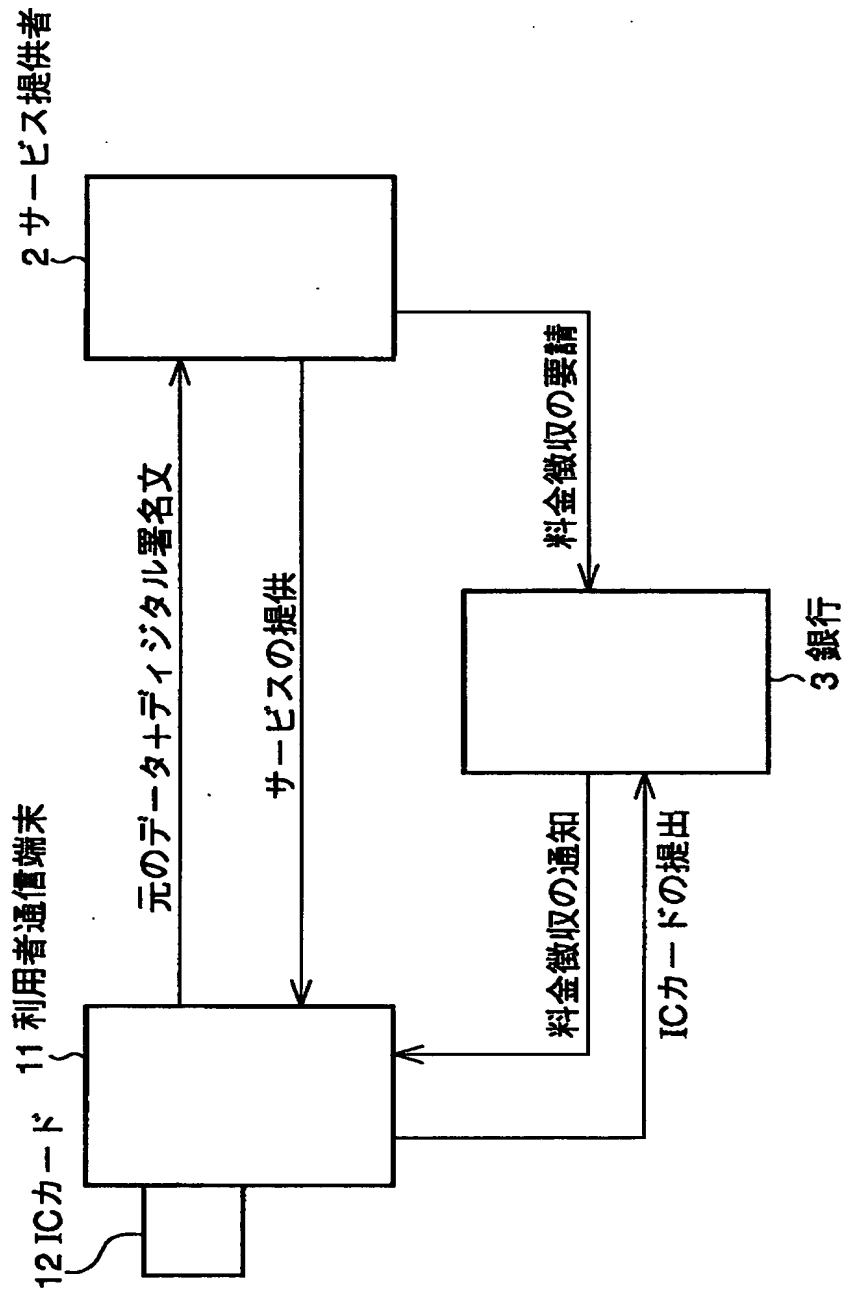 12 ICカード
11 利用者通信端末
2 サービス提供者
元のデータ+ディジタル署名文
サービスの提供
料金徴収の通知
料金徴収の要請
ICカードの提出
3 銀行